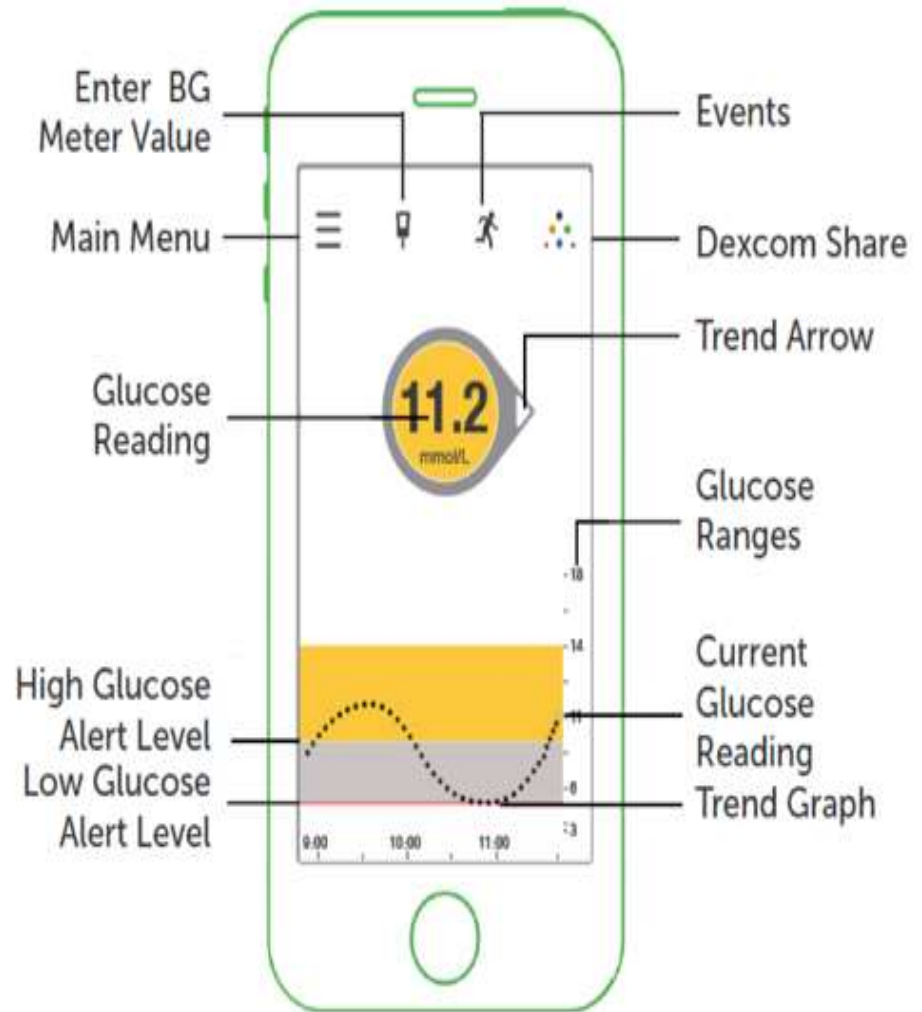 Enter BG
Meter Value
Events
Main Menu
Dexcom Share
Trend Arrow
Glucose
Reading
11.2
mmol/L
Glucose
Ranges
18
14
Current
Glucose
Reading
High Glucose
Alert Level
11
Low Glucose
Alert Level
6
Trend Graph
3
9:00
10:00
11:00